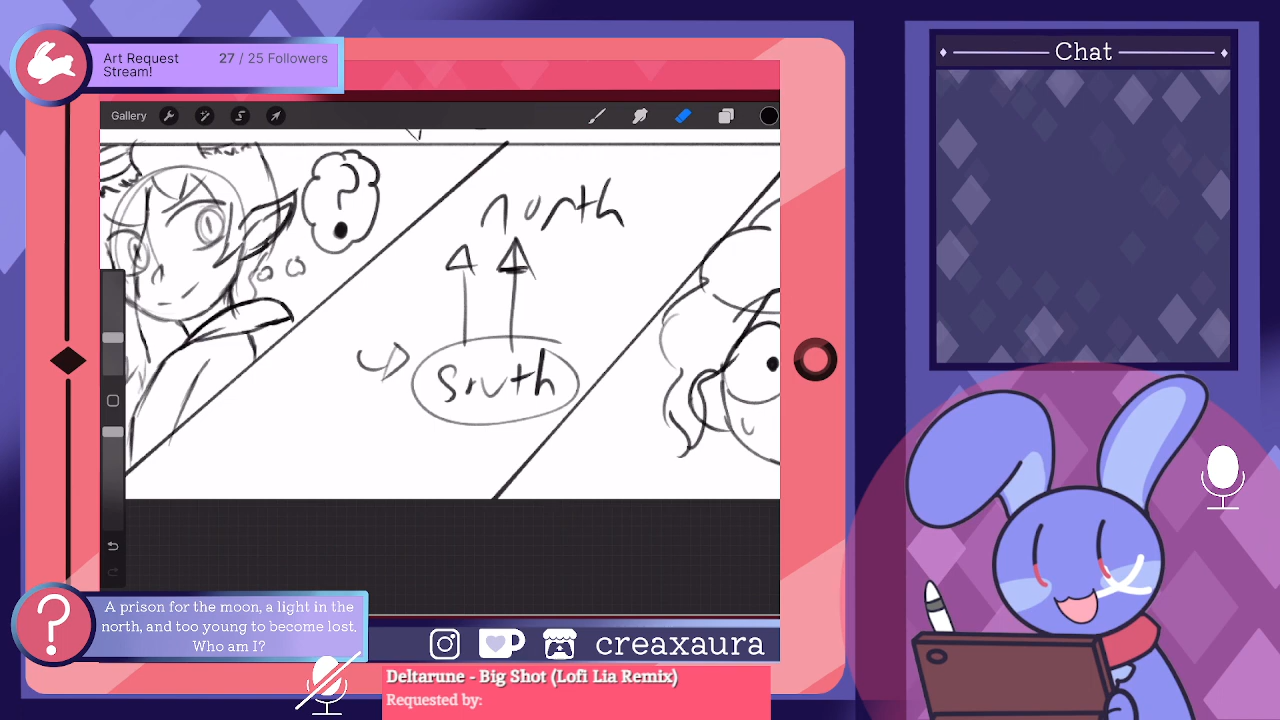 Art Request
Stream!
27 / 25 Followers
Chat
Gallery
?
north
South
?
A prison for the moon, a light in the
north, and too young to become lost.
Who am I?
creaxaura
Deltarune - Big Shot (Lofi Lia Remix)
Requested by: